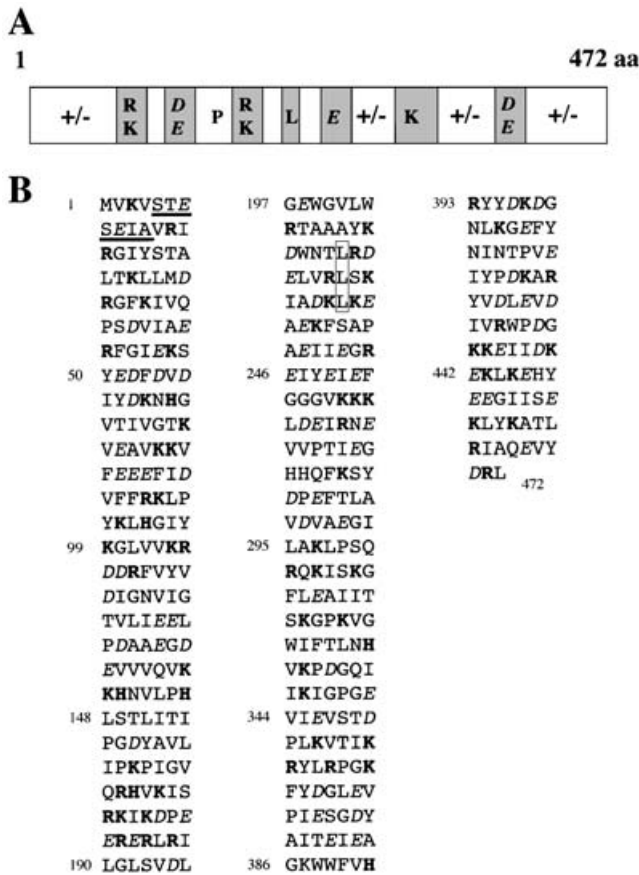 A
1 472 aa
+/- R K D E P R K L E +/- K +/- D E +/-
B
1 MVKVSTE
SEIAVRI
RGIYSTA
LTKLLMD
RGFKIVQ
PSDVIAE
RFGIEKS
50 YEDFDVD
IYDKNHG
VTIVGTK
VEAVKKV
FEEEFID
VFFRKLP
YKLHGIY
99 KGLVVKR
DDRFVYV
DIGNVIG
TVLIEEL
PDAAEGD
EVVVQVK
KHNVLPH
148 LSTLITI
PGDYAVL
IPKPIGV
QRHVKIS
RKIKDPE
ERERLRI
190 LGLSVDL
197 GEWGVLW
RTAAAYK
DWNTLRD
ELVRLSK
IADKLKE
AEKFSAP
AEIIEGR
246 EIYEIEF
GGGVKKK
LDEIRNE
VVPTIEG
HHQFKSY
DPEFTLA
VDVAEGI
295 LAKLPSQ
RQKISKG
FLEAIIT
SKGPKVG
WIFTLNH
VKPDGQI
IKIGPGE
344 VIEVSTD
PLKVTIK
RYLRPGK
FYDGLEV
PIESGDY
AITEIEA
386 GKWWFVH
393 RYYDKDG
NLKGEFY
NINTPVE
IYPDKAR
YVDLEVD
IVRWPDG
KKEIIDK
442 EKLKEHY
EEGIISE
KLYKATL
RIAQEVY
DRL 472